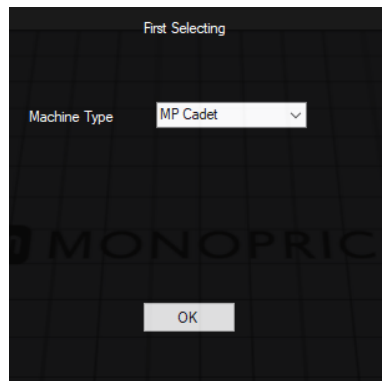 First Selecting
Machine Type
MP Cadet
MONOPRIC
OK